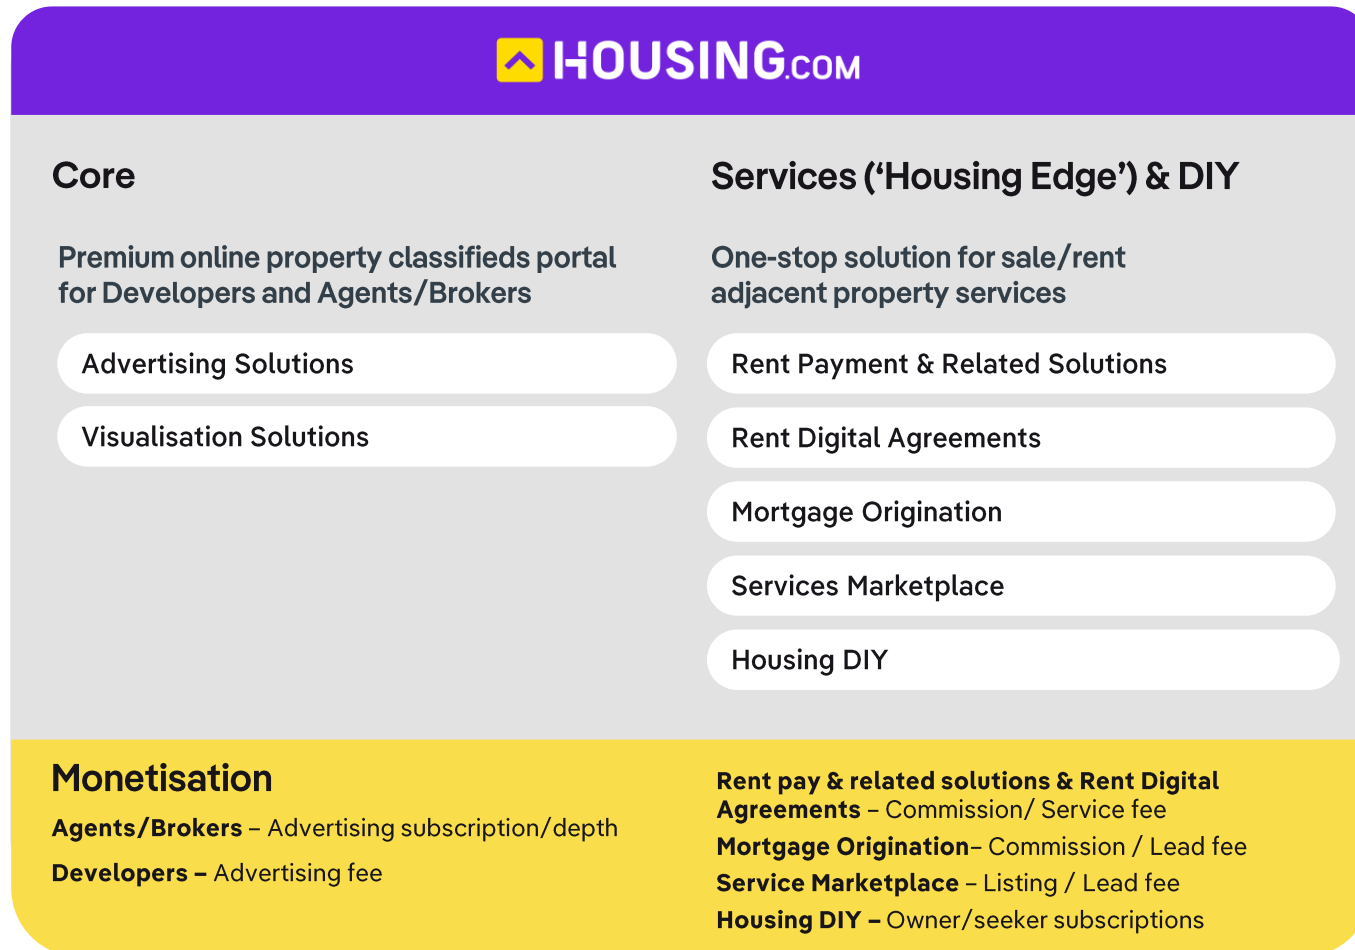 HOUSING.COM
Core
Premium online property classifieds portal
for Developers and Agents/Brokers
Advertising Solutions
Visualisation Solutions
Services (‘Housing Edge’) & DIY
One-stop solution for sale/rent
adjacent property services
Rent Payment & Related Solutions
Rent Digital Agreements
Mortgage Origination
Services Marketplace
Housing DIY
Monetisation
Agents/Brokers – Advertising subscription/depth
Developers – Advertising fee
Rent pay & related solutions & Rent Digital
Agreements – Commission/ Service fee
Mortgage Origination– Commission / Lead fee
Service Marketplace – Listing / Lead fee
Housing DIY – Owner/seeker subscriptions